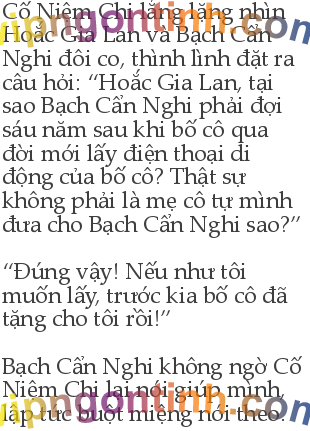 Cố Niệm Chi lẳng lặng nhìn
Hoắc Gia Lan và Bạch Cẩn
Nghi đôi co, thình lình đặt ra
câu hỏi: “Hoắc Gia Lan, tại
sao Bạch Cẩn Nghi phải đợi
sáu năm sau khi bố cô qua
đời mới lấy điện thoại di
động của bố cô? Thật sự
không phải là mẹ cô tự mình
đưa cho Bạch Cẩn Nghi sao?”
“Đúng vậy! Nếu như tôi
muốn lấy, trước kia bố cô đã
tặng cho tôi rồi!”
Bạch Cẩn Nghi không ngờ Cố
Niệm Chi lại nói giúp mình,
lập tức buột miệng nói theo.
vipngontinh.com
vipngontinh.com